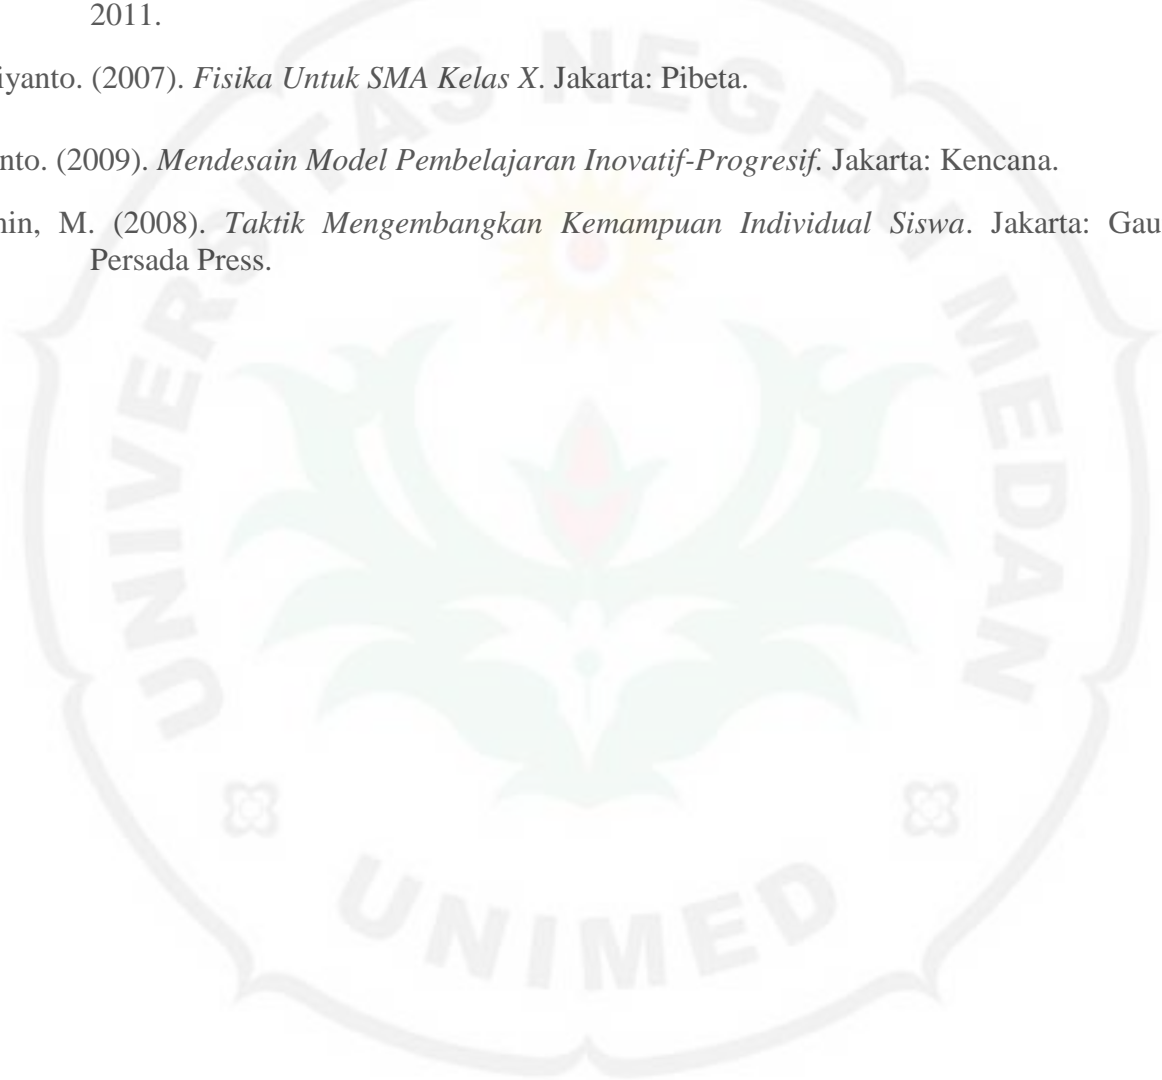 2011.
iyanto. (2007). Fisika Untuk SMA Kelas X. Jakarta: Pibeta.
nto. (2009). Mendesain Model Pembelajaran Inovatif-Progresif. Jakarta: Kencana.
nin, M. (2008). Taktik Mengembangkan Kemampuan Individual Siswa. Jakarta: Gau
Persada Press.
UNIVERSITAS NEGERI MEDAN
UNIMED